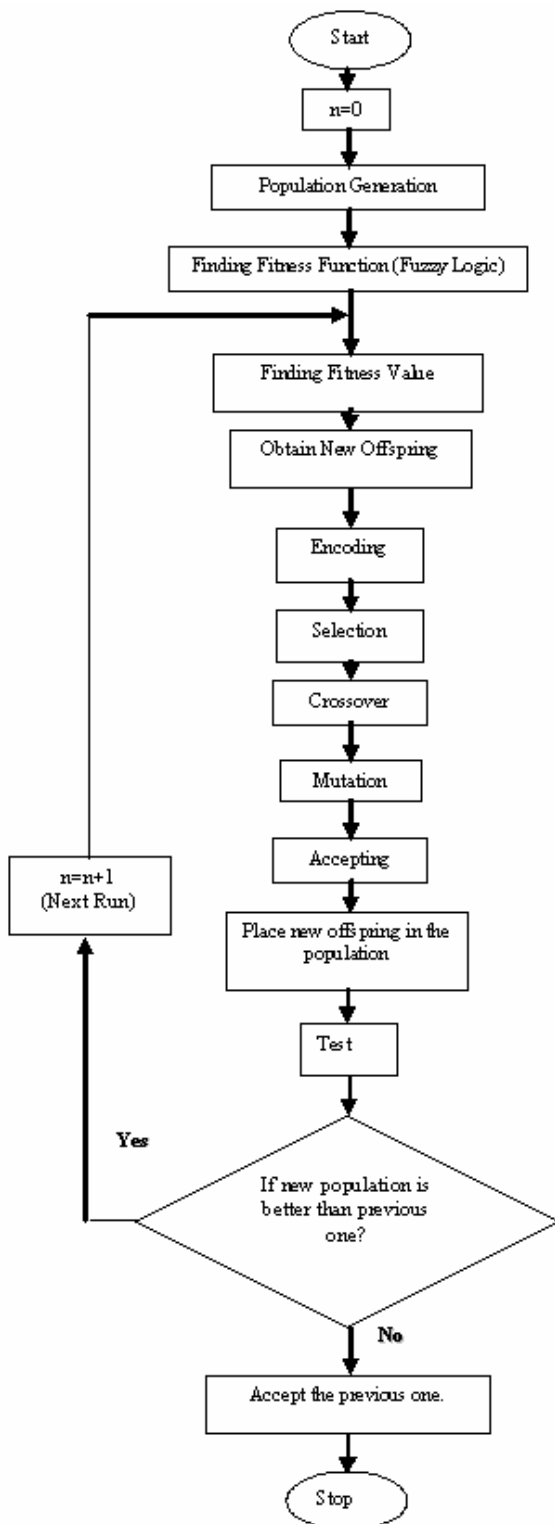 Start
n=0
Population Generation
Finding Fitness Function (Fuzzy Logic)
Finding Fitness Value
Obtain New Offspring
Encoding
Selection
Crossover
Mutation
Accepting
n=n+1
(Next Run)
Place new offspring in the
population
Test
Yes
If new population is
better than previous
one?
No
Accept the previous one.
Stop